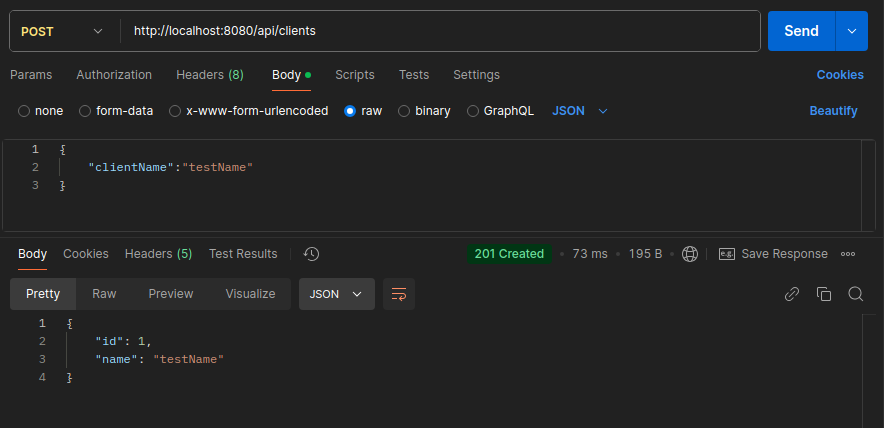 POST http://localhost:8080/api/clients Send
Params Authorization Headers (8) Body Scripts Tests Settings Cookies
none form-data x-www-form-urlencoded raw binary GraphQL JSON Beautify
1 {
2 "clientName":"testName"
3 }
Body Cookies Headers (5) Test Results 201 Created 73 ms 195 B e.g. Save Response
Pretty Raw Preview Visualize JSON
1 {
2 "id": 1,
3 "name": "testName"
4 }